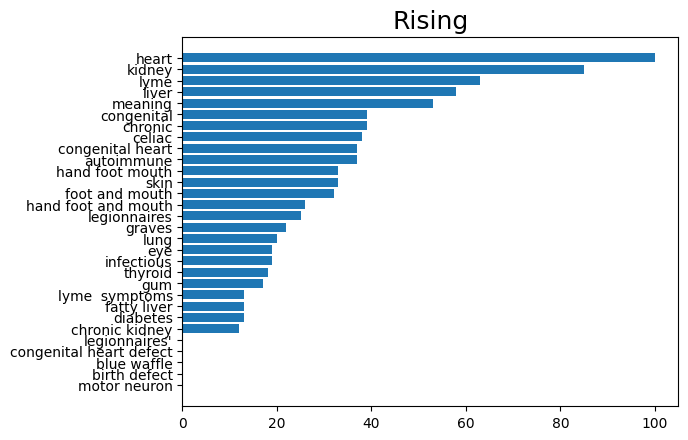 Rising
heart
kidney
lyme
liver
meaning
congenital
chronic
celiac
congenital heart
autoimmune
hand foot mouth
skin
foot and mouth
hand foot and mouth
legionnaires
graves
lung
eye
infectious
thyroid
gum
lyme  symptoms
fatty liver
diabetes
chronic kidney
legionnaires'
congenital heart defect
blue waffle
birth defect
motor neuron
0 20 40 60 80 100